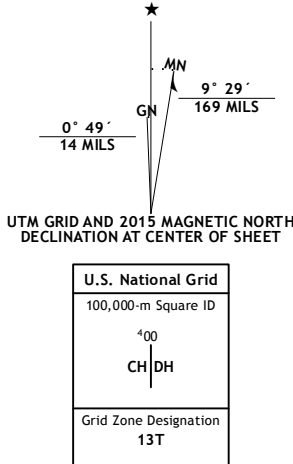 ★
MN
GN
9° 29´
169 MILS
0° 49´
14 MILS
UTM GRID AND 2015 MAGNETIC NORTH
DECLINATION AT CENTER OF SHEET
U.S. National Grid
100,000-m Square ID
⁴00
CH DH
Grid Zone Designation
13T